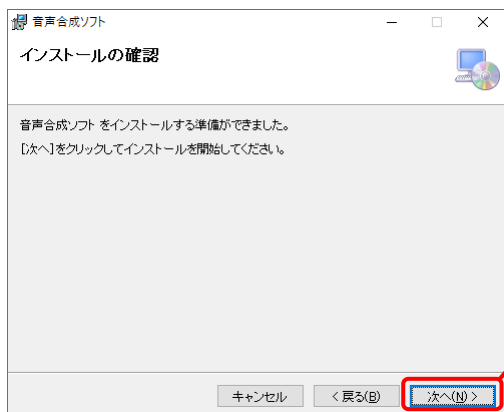 音声合成ソフト
インストールの確認
音声合成ソフト をインストールする準備ができました。
[次へ]をクリックしてインストールを開始してください。
キャンセル
< 戻る(B)
次へ(N) >